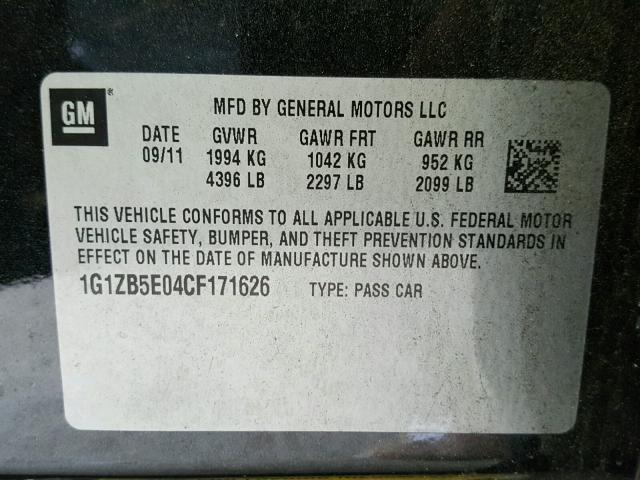 GM ®
MFD BY GENERAL MOTORS LLC
DATE GVWR GAWR FRT GAWR RR
09/11 1994 KG 1042 KG 952 KG
4396 LB 2297 LB 2099 LB
THIS VEHICLE CONFORMS TO ALL APPLICABLE U.S. FEDERAL MOTOR
VEHICLE SAFETY, BUMPER, AND THEFT PREVENTION STANDARDS IN
EFFECT ON THE DATE OF MANUFACTURE SHOWN ABOVE.
1G1ZB5E04CF171626 TYPE: PASS CAR